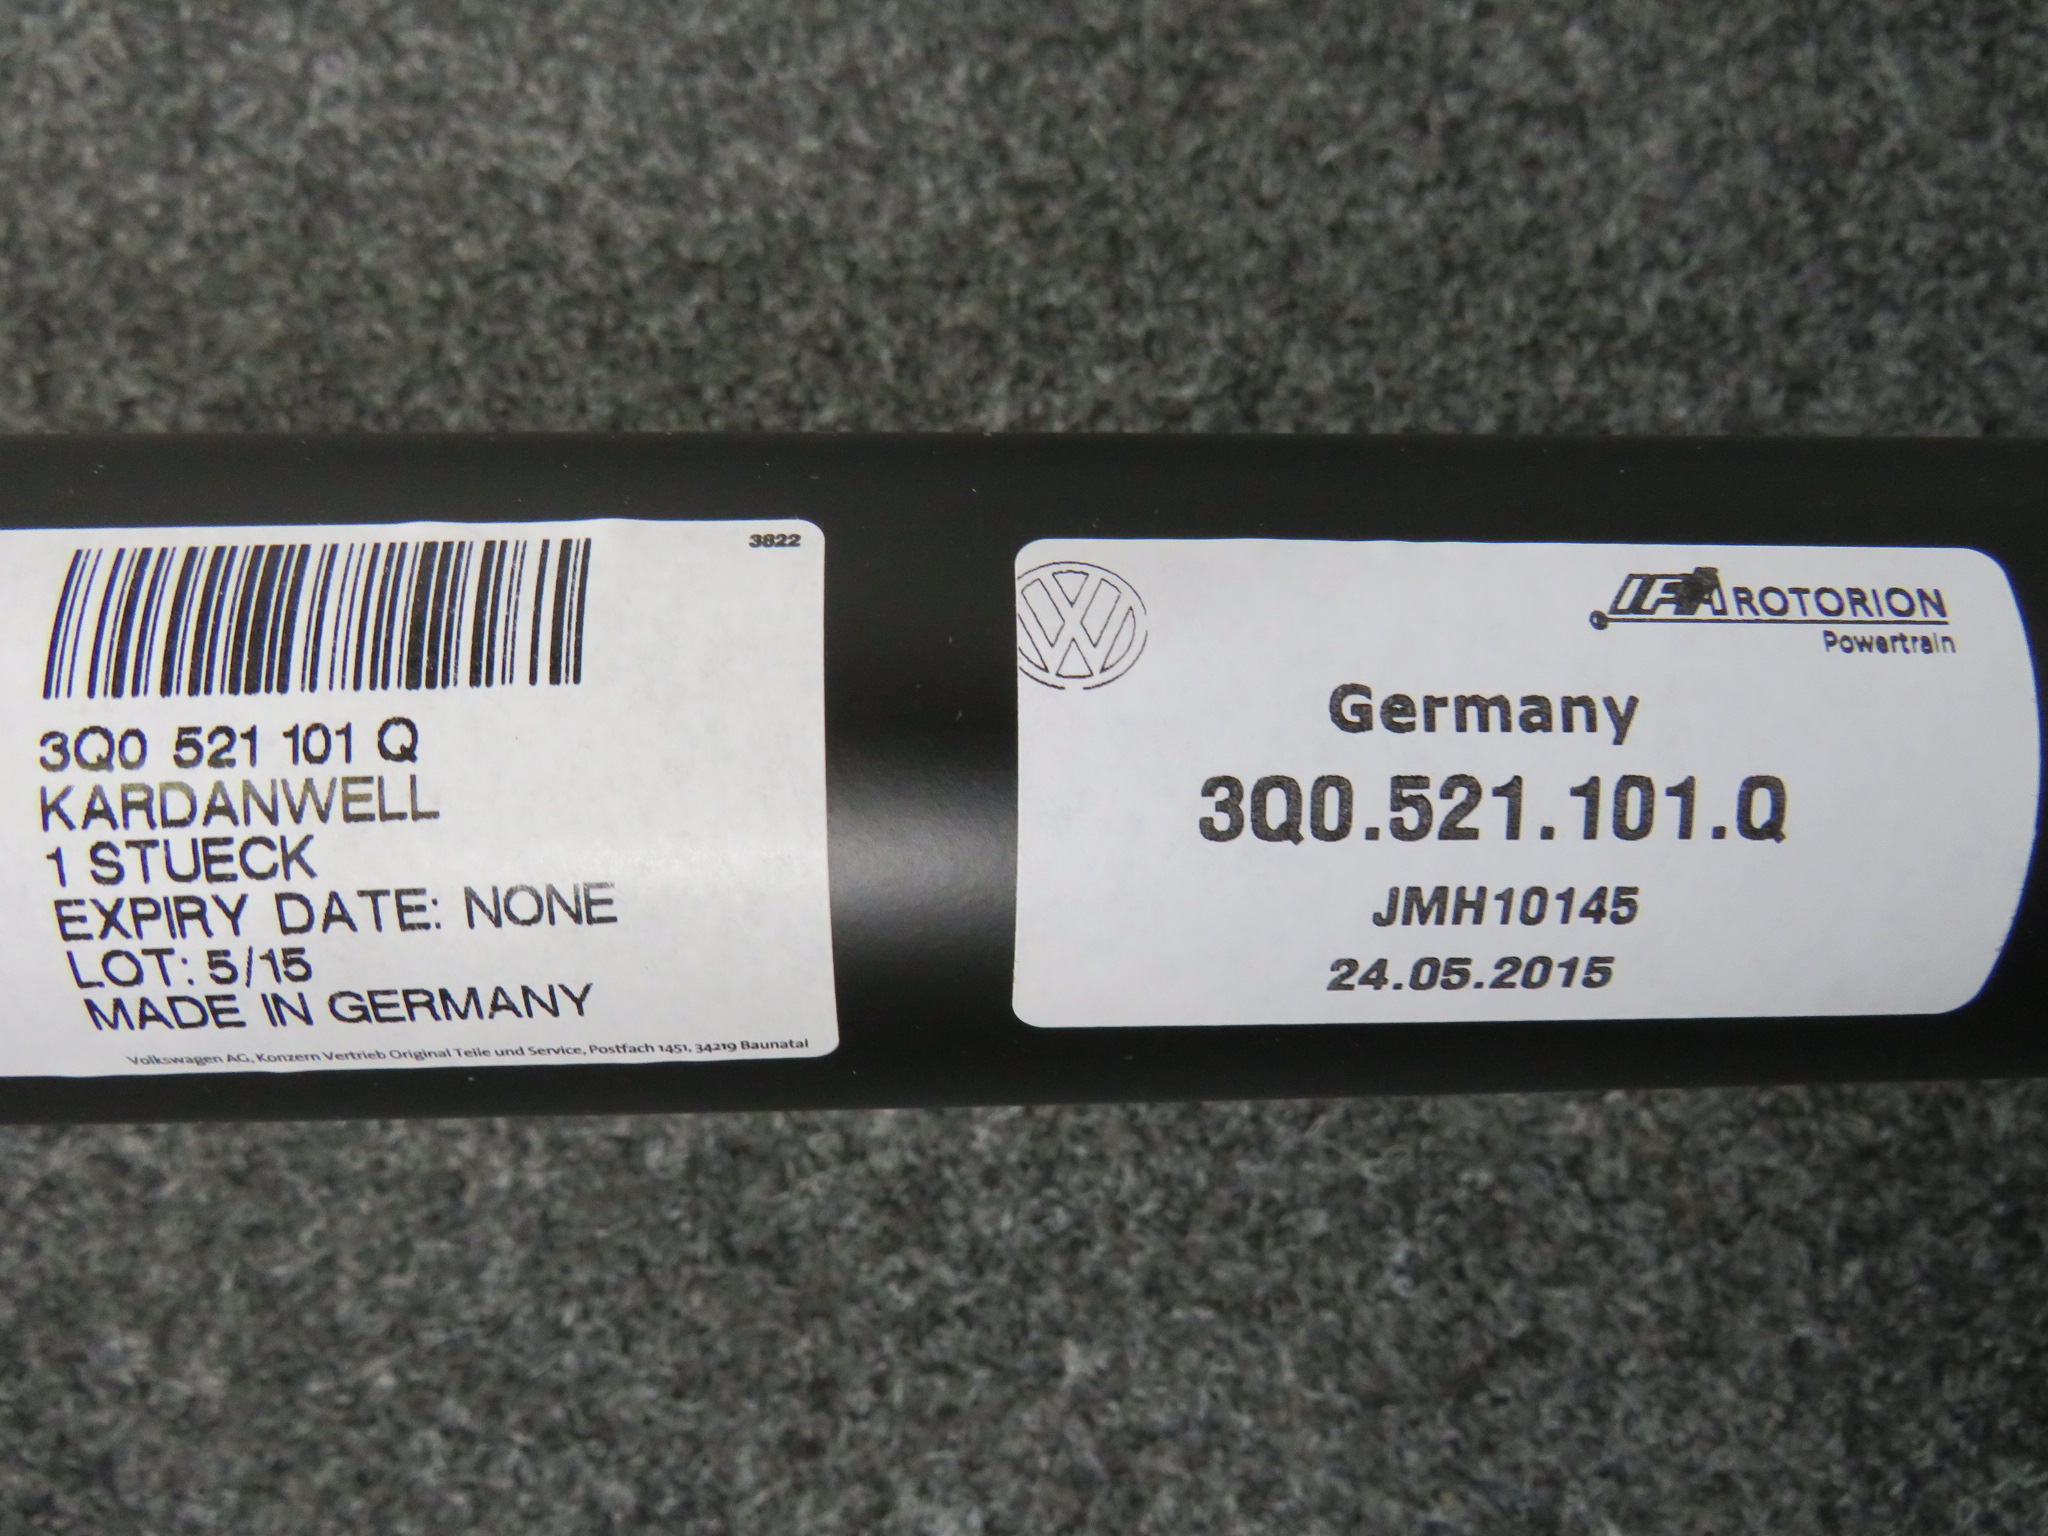 3822
3Q0 521 101 Q
KARDANWELL
1 STUECK
EXPIRY DATE: NONE
LOT: 5/15
MADE IN GERMANY
Volkswagen AG, Konzern Vertrieb Original Teile und Service, Postfach 1451, 34219 Baunatal
VW
IFA ROTORION
Powertrain
Germany
3Q0.521.101.Q
JMH10145
24.05.2015